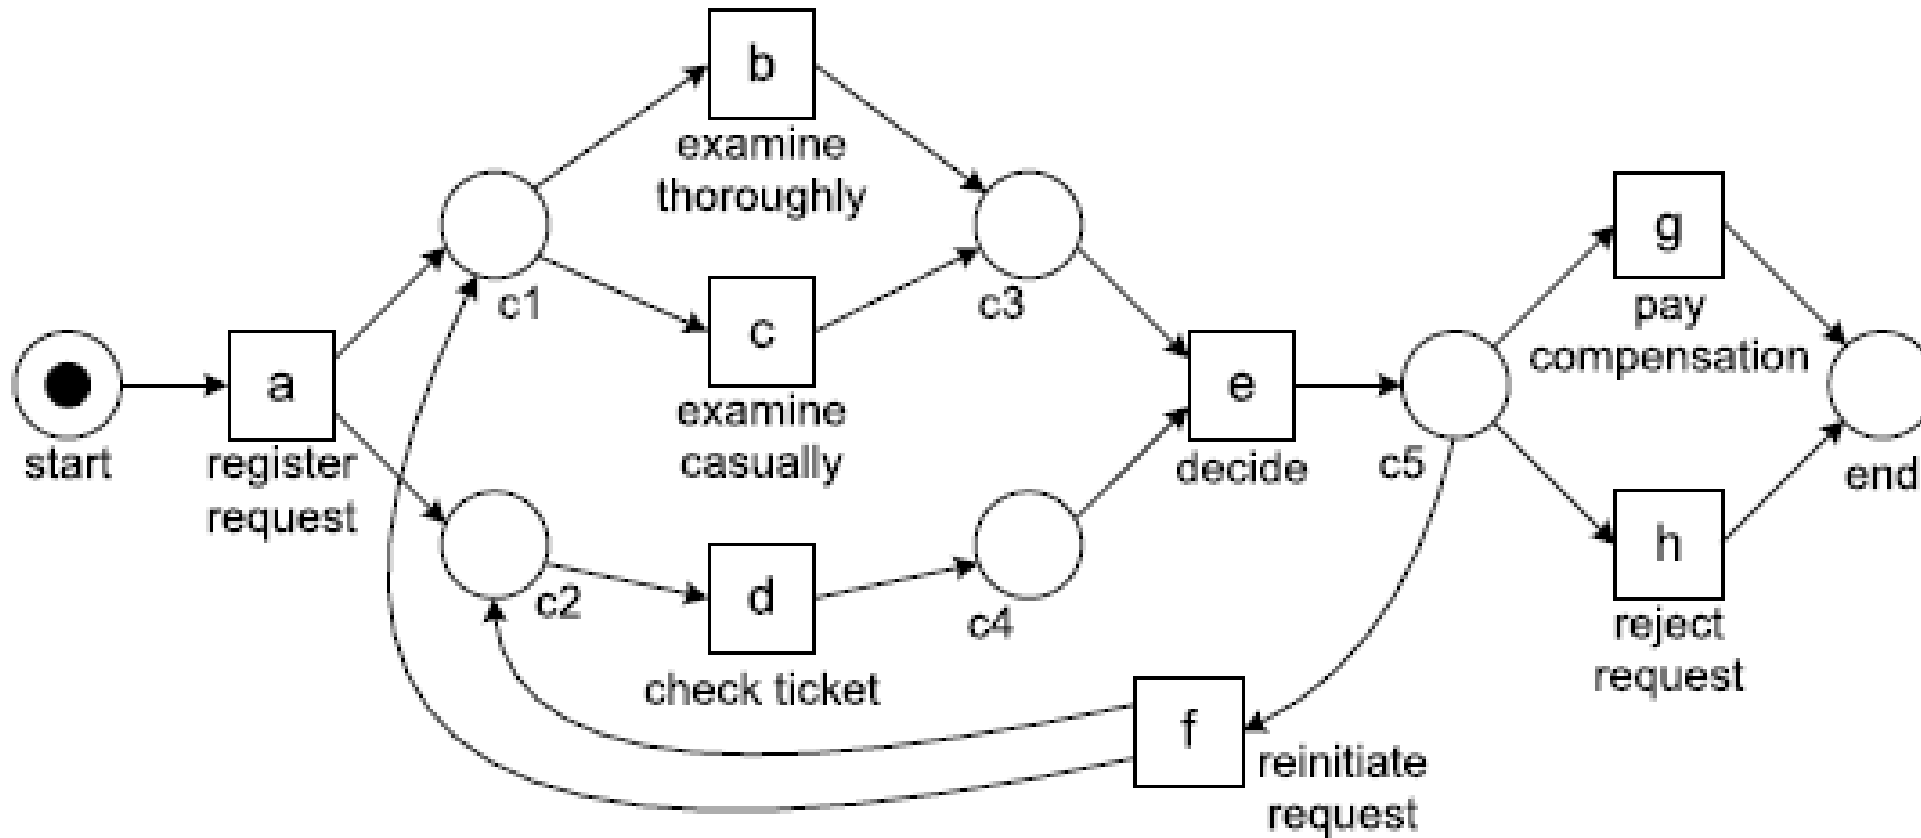 b
examine
thoroughly
c1
c
examine
casually
c3
start
a
register
request
c2
d
check ticket
c4
e
decide
c5
g
pay
compensation
h
reject
request
end
f
reinitiate
request